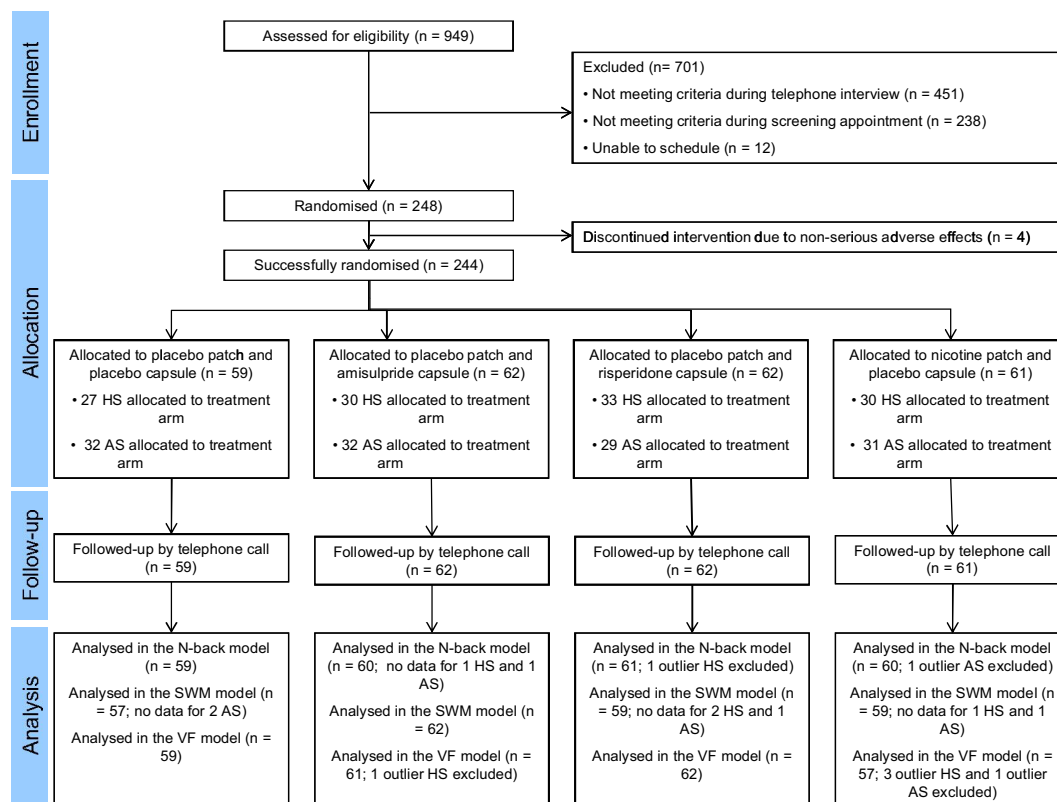 Enrollment
Assessed for eligibility (n = 949)
Excluded (n= 701)
• Not meeting criteria during telephone interview (n = 451)
• Not meeting criteria during screening appointment (n = 238)
• Unable to schedule (n = 12)
Allocation
Randomised (n = 248)
Discontinued intervention due to non-serious adverse effects (n = 4)
Successfully randomised (n = 244)
Allocated to placebo patch and
placebo capsule (n = 59)
• 27 HS allocated to treatment
arm
• 32 AS allocated to treatment
arm
Allocated to placebo patch and
amisulpride capsule (n = 62)
• 30 HS allocated to treatment
arm
• 32 AS allocated to treatment
arm
Allocated to placebo patch and
risperidone capsule (n = 62)
• 33 HS allocated to treatment
arm
• 29 AS allocated to treatment
arm
Allocated to nicotine patch and
placebo capsule (n = 61)
• 30 HS allocated to treatment
arm
• 31 AS allocated to treatment
arm
Follow-up
Followed-up by telephone call
(n = 59)
Followed-up by telephone call
(n = 62)
Followed-up by telephone call
(n = 62)
Followed-up by telephone call
(n = 61)
Analysis
Analysed in the N-back model
(n = 59)
Analysed in the SWM model (n
= 57; no data for 2 AS)
Analysed in the VF model (n =
59)
Analysed in the N-back model
(n = 60; no data for 1 HS and 1
AS)
Analysed in the SWM model (n
= 62)
Analysed in the VF model (n =
61; 1 outlier HS excluded)
Analysed in the N-back model
(n = 61; 1 outlier HS excluded)
Analysed in the SWM model (n
= 59; no data for 2 HS and 1
AS)
Analysed in the VF model (n =
62)
Analysed in the N-back model
(n = 60; 1 outlier AS excluded)
Analysed in the SWM model (n
= 59; no data for 1 HS and 1
AS)
Analysed in the VF model (n =
57; 3 outlier HS and 1 outlier
AS excluded)